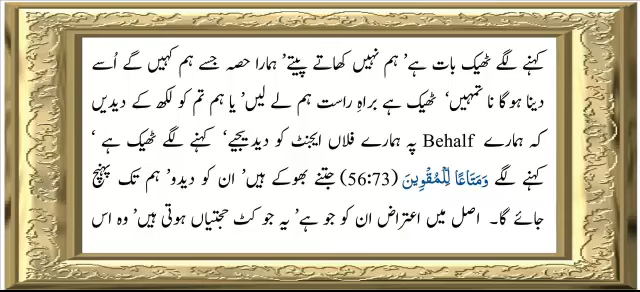 کہنے لگے ٹھیک بات ہے’ ہم نہیں کھاتے پیتے’ ہمارا حصہ جسے ہم کہیں گے اُسے
دینا ہو گا نا تمہیں‘ ٹھیک ہے براہِ راست ہم لے لیں’ یا ہم تم کو لکھ کے دیدیں
کہ ہمارے Behalf پہ ہمارے فلاں ایجنٹ کو دیدیجیے‘ کہنے لگے ٹھیک ہے ‘
کہنے لگے وَمَتَاعًا لِّلْمُقْوِينَ (56:73) جتنے بھوکے ہیں’ ان کو دیدو’ ہم تک پہنچ
جائے گا۔ اصل میں اعتراض ان کو جو ہے’ یہ جو کٹ حجتیاں ہوتی ہیں’ وہ اس